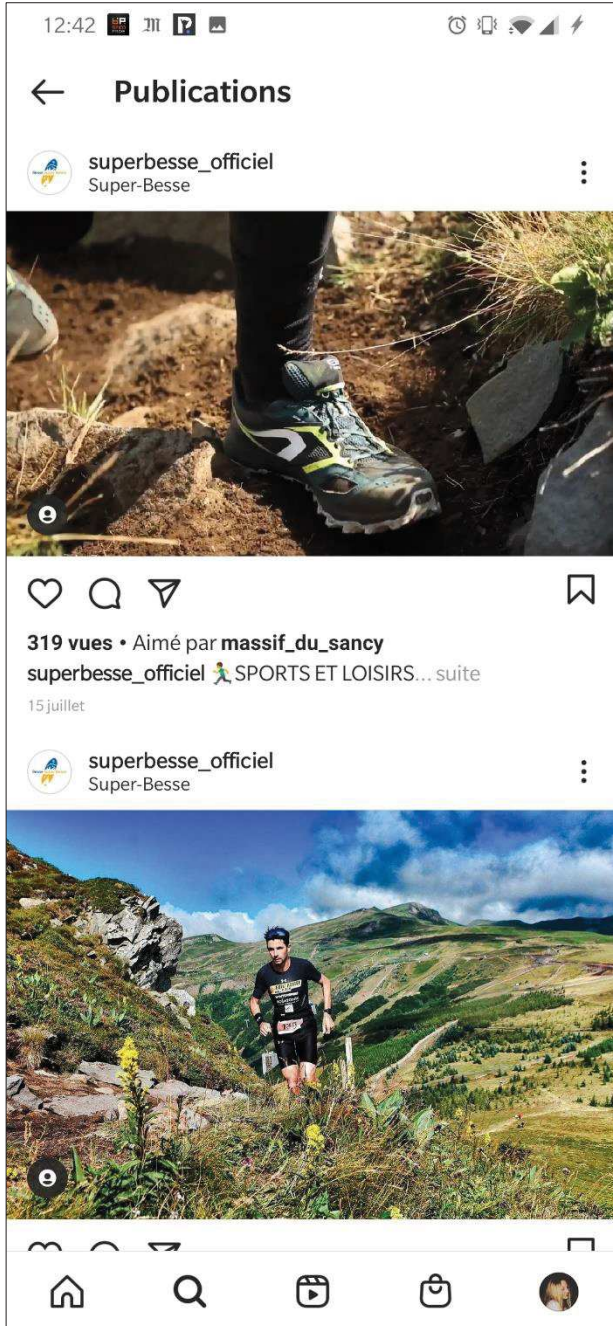 12:42
Publications
superbesse_officiel
Super-Besse
319 vues • Aimé par massif_du_sancy
superbesse_officiel 🏃‍♂️SPORTS ET LOISIRS... suite
15 juillet
superbesse_officiel
Super-Besse